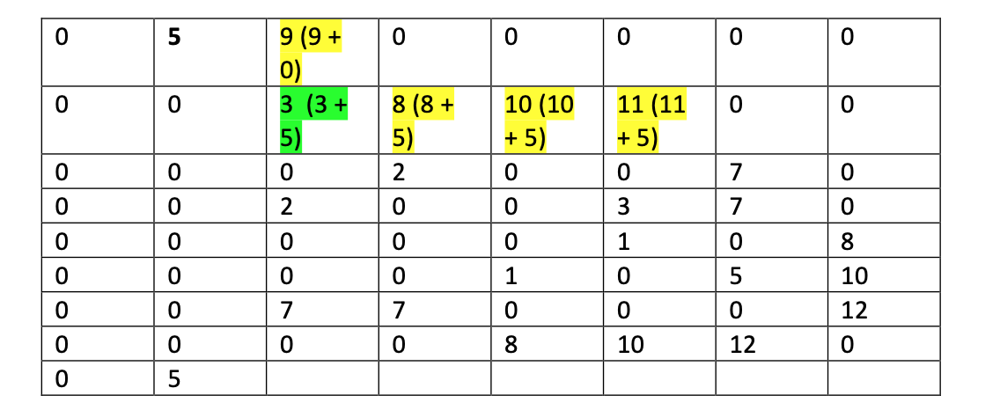 0 5 9 (9 + 0) 0 0 0 0 0
0 0 3 (3 + 5) 8 (8 + 5) 10 (10 + 5) 11 (11 + 5) 0 0
0 0 0 2 0 0 7 0
0 0 2 0 0 3 7 0
0 0 0 0 0 1 0 8
0 0 0 0 1 0 5 10
0 0 7 7 0 0 0 12
0 0 0 0 8 10 12 0
0 5